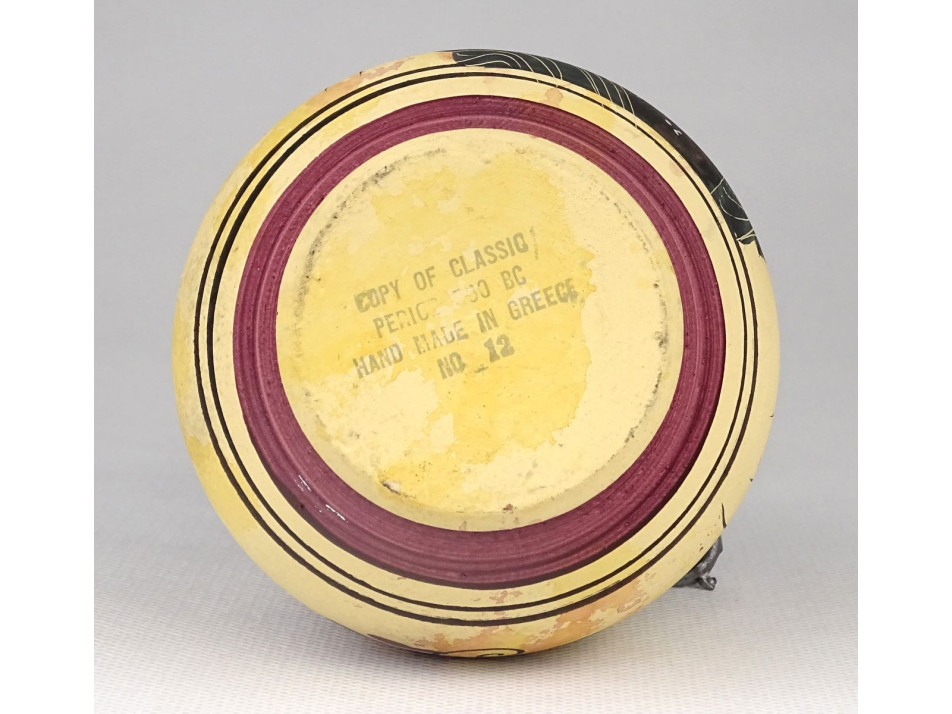 COPY OF CLASSIC
BC
HAND MADE IN GREECE
NO 12